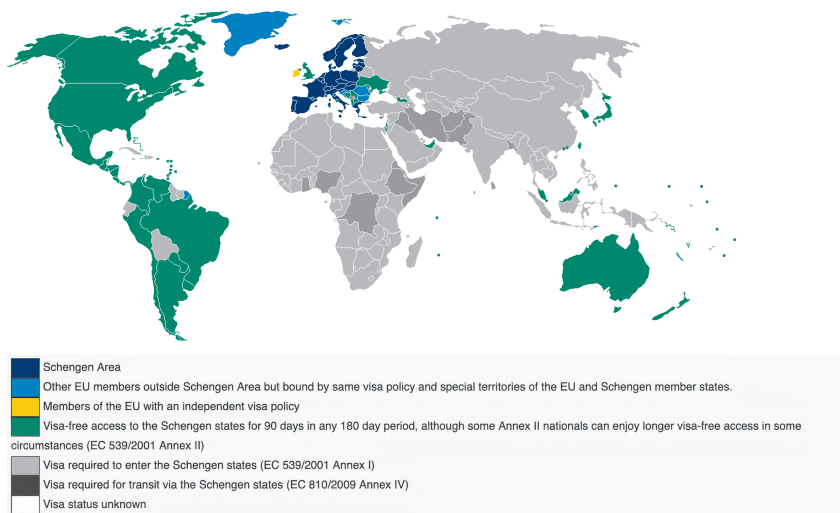 Schengen Area
Other EU members outside Schengen Area but bound by same visa policy and special territories of the EU and Schengen member states.
Members of the EU with an independent visa policy
Visa-free access to the Schengen states for 90 days in any 180 day period, although some Annex II nationals can enjoy longer visa-free access in some
circumstances (EC 539/2001 Annex II)
Visa required to enter the Schengen states (EC 539/2001 Annex I)
Visa required for transit via the Schengen states (EC 810/2009 Annex IV)
Visa status unknown